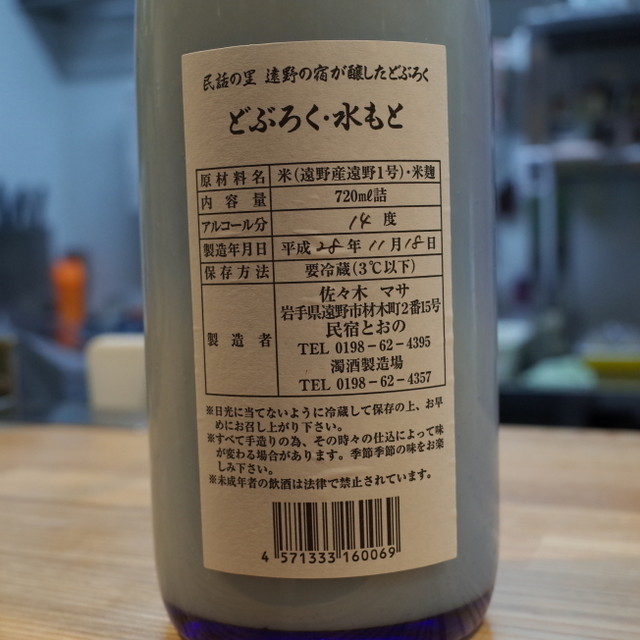 民話の里 遠野の宿が醸したどぶろく
どぶろく・水もと
原材料名 米(遠野産遠野1号)・米麹
内容量 720mℓ詰
アルコール分 14度
製造年月日 平成28年11月18日
保存方法 要冷蔵(3℃以下)
製造者 佐々木 マサ
岩手県遠野市材木町2番15号
民宿とおの
TEL 0198-62-4395
濁酒製造場
TEL 0198-62-4357
※日光に当てないように冷蔵して保存の上、お早
めにお召し上がり下さい。
※すべて手造りの為、その時々の仕込によって味
が変わる場合があります。季節季節の味をお楽
しみ下さい。
※未成年者の飲酒は法律で禁止されています。
4 571333 160069